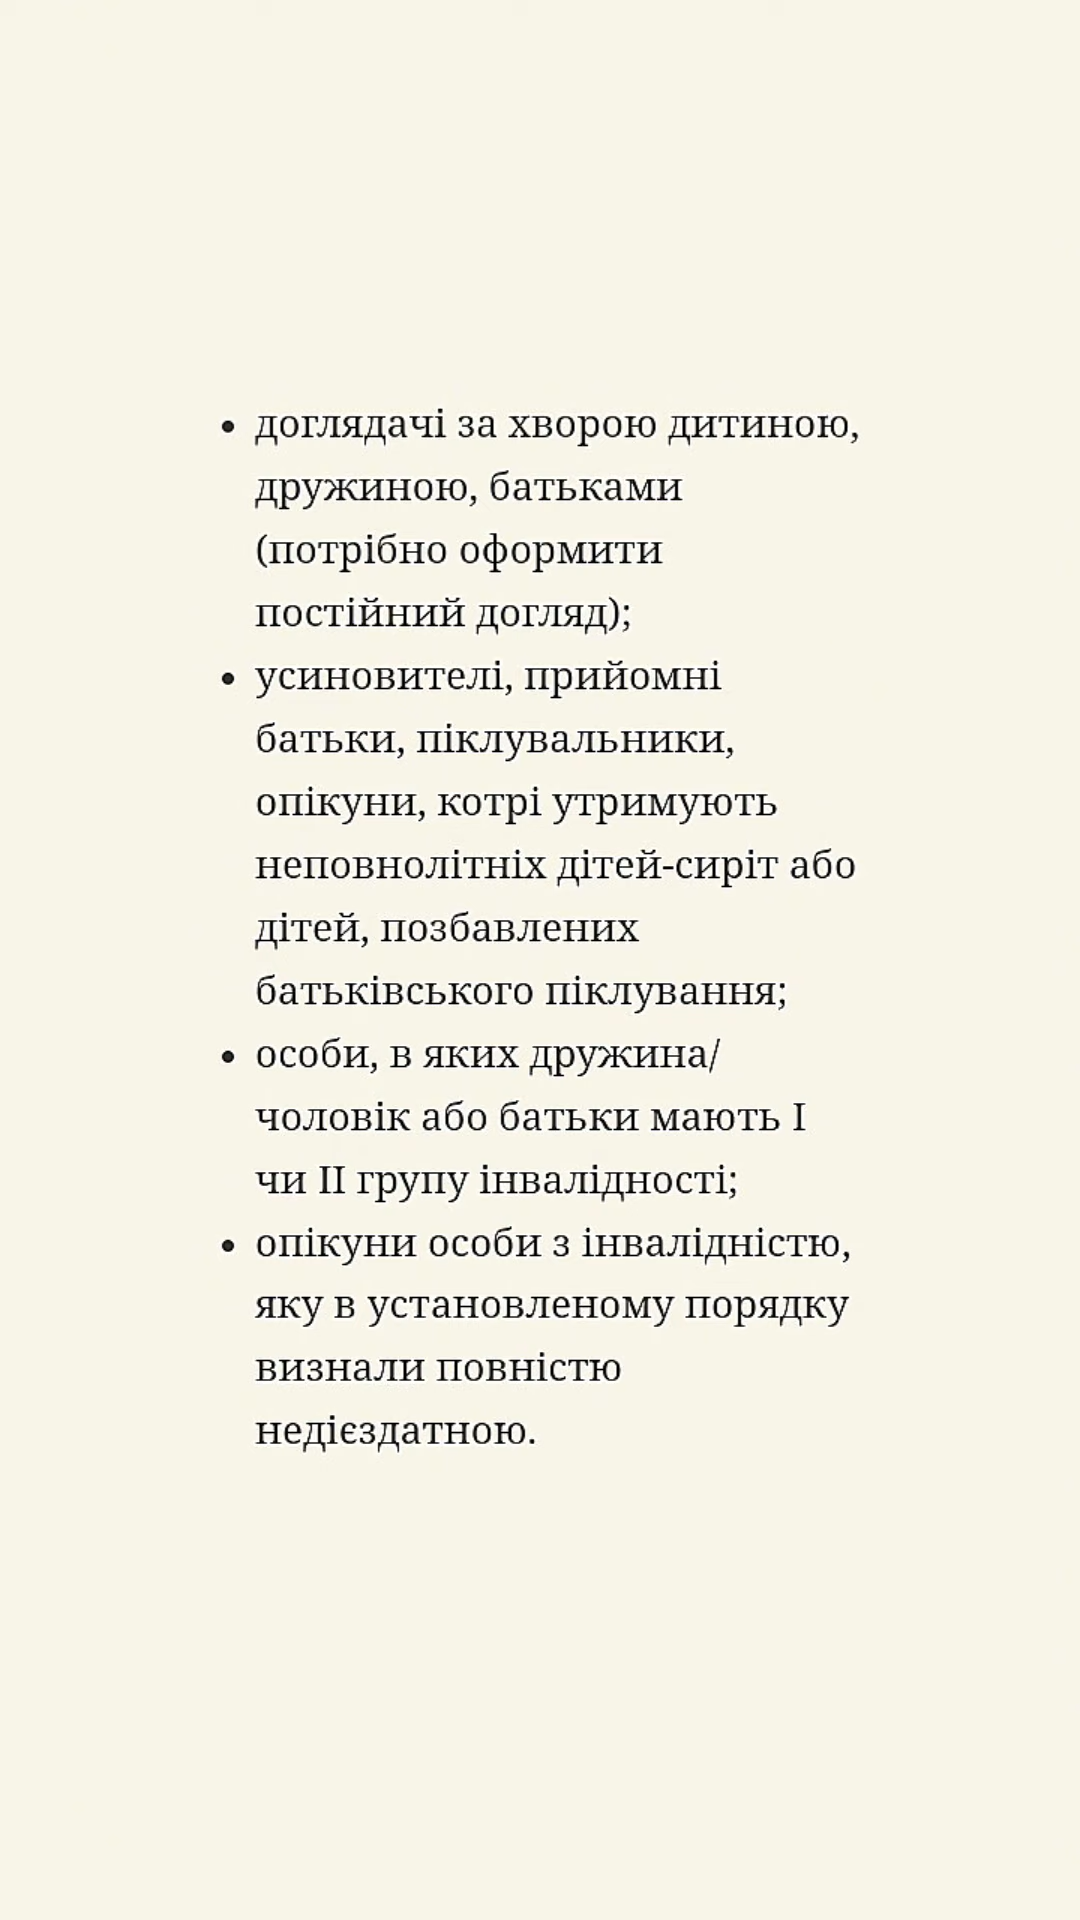 • доглядачі за хворою дитиною,
дружиною, батьками
(потрібно оформити
постійний догляд);
• усиновителі, прийомні
батьки, піклувальники,
опікуни, котрі утримують
неповнолітніх дітей-сиріт або
дітей, позбавлених
батьківського піклування;
• особи, в яких дружина/
чоловік або батьки мають І
чи ІІ групу інвалідності;
• опікуни особи з інвалідністю,
яку в установленому порядку
визнали повністю
недієздатною.